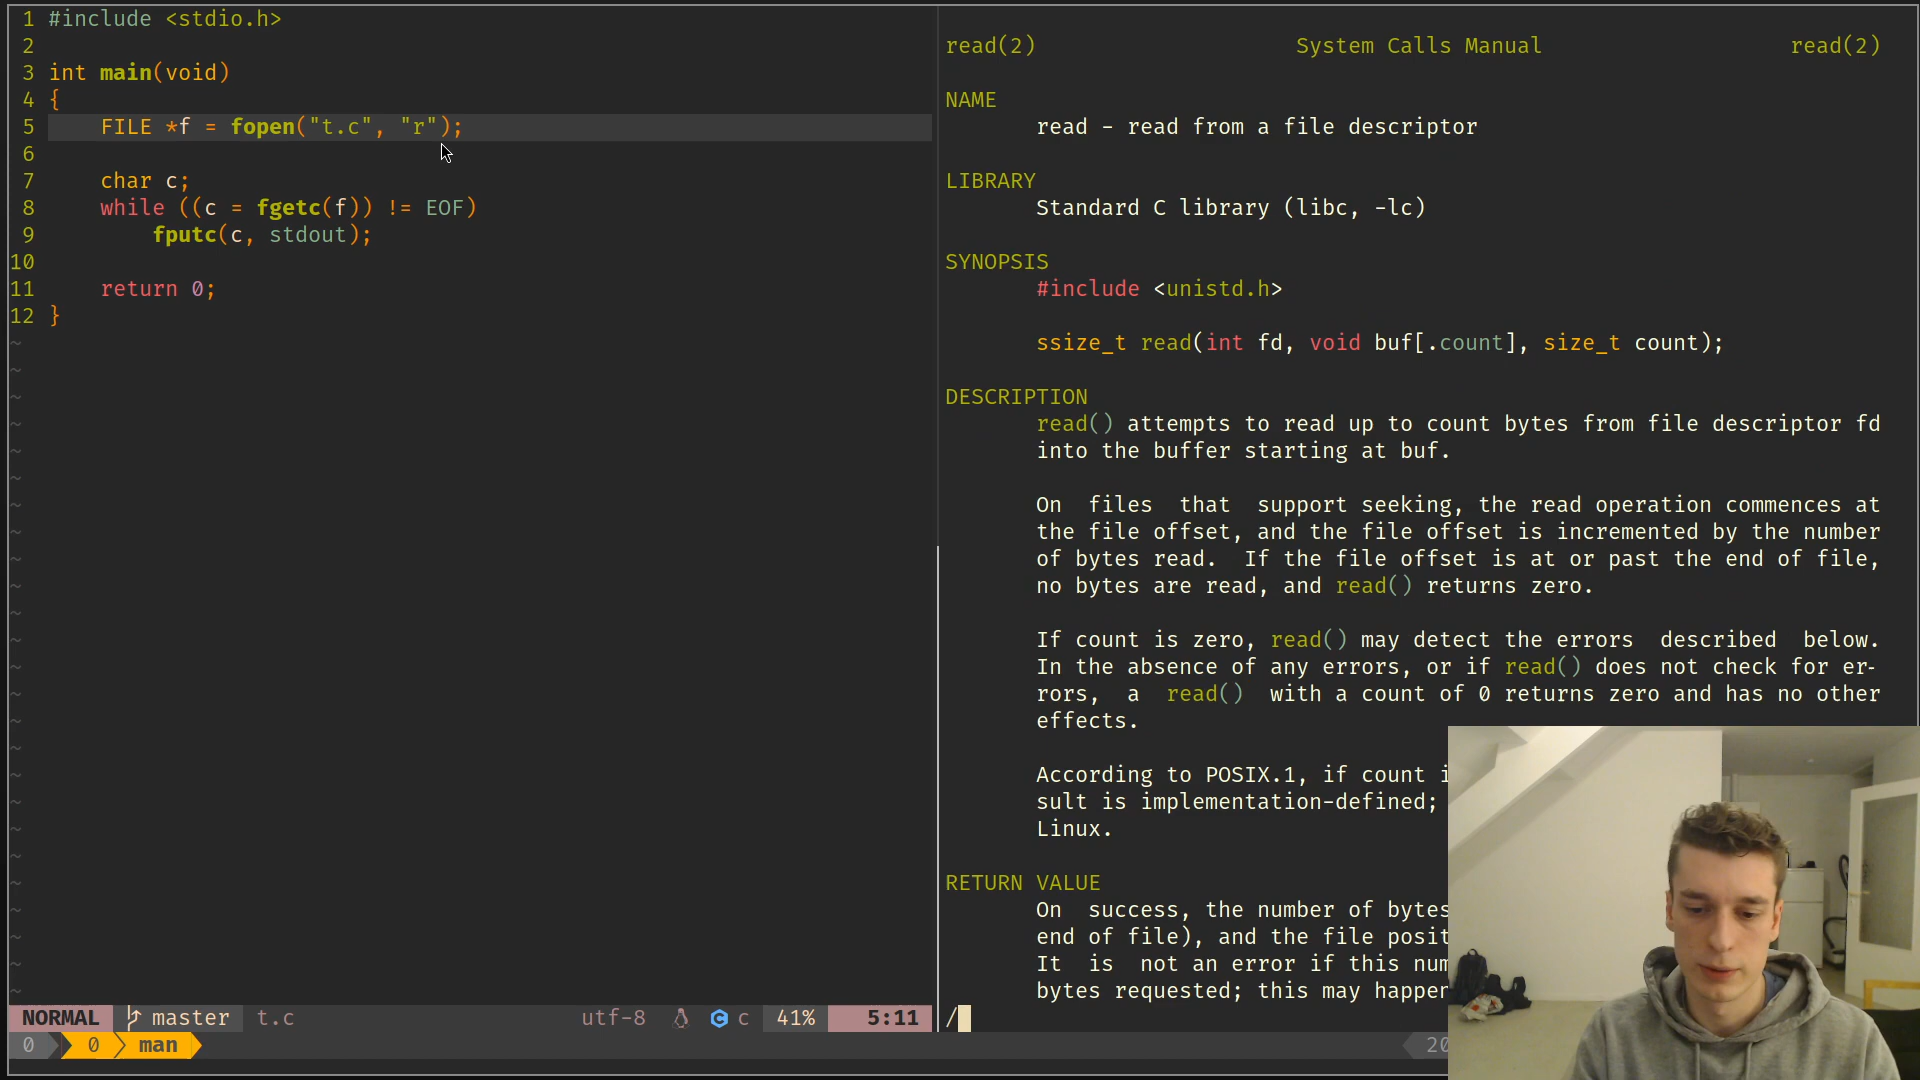 1 #include <stdio.h>
2
3 int main(void)
4 {
5 FILE *f = fopen("t.c", "r");
6
7 char c;
8 while ((c = fgetc(f)) != EOF)
9 fputc(c, stdout);
10
11 return 0;
12 }
NORMAL master t.c utf-8 c 41% 5:11
read(2) System Calls Manual read(2)
NAME
read - read from a file descriptor
LIBRARY
Standard C library (libc, -lc)
SYNOPSIS
#include <unistd.h>
ssize_t read(int fd, void buf[.count], size_t count);
DESCRIPTION
read() attempts to read up to count bytes from file descriptor fd
into the buffer starting at buf.
On files that support seeking, the read operation commences at
the file offset, and the file offset is incremented by the number
of bytes read. If the file offset is at or past the end of file,
no bytes are read, and read() returns zero.
If count is zero, read() may detect the errors described below.
In the absence of any errors, or if read() does not check for er-
rors, a read() with a count of 0 returns zero and has no other
effects.
According to POSIX.1, if count i
sult is implementation-defined;
Linux.
RETURN VALUE
On success, the number of bytes
end of file), and the file posit
It is not an error if this num
bytes requested; this may happen
/
0 0 man 20